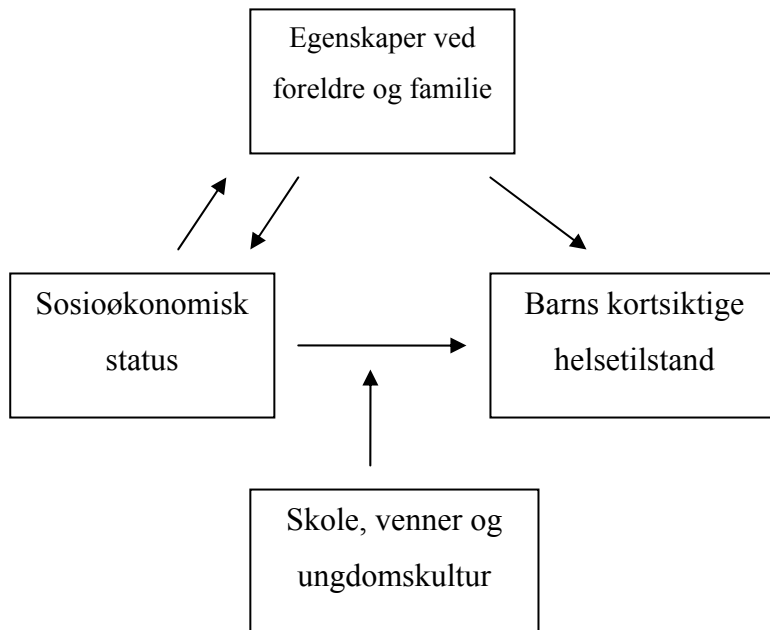 Egenskaper ved
foreldre og familie
Sosioøkonomisk
status
Barns kortsiktige
helsetilstand
Skole, venner og
ungdomskultur